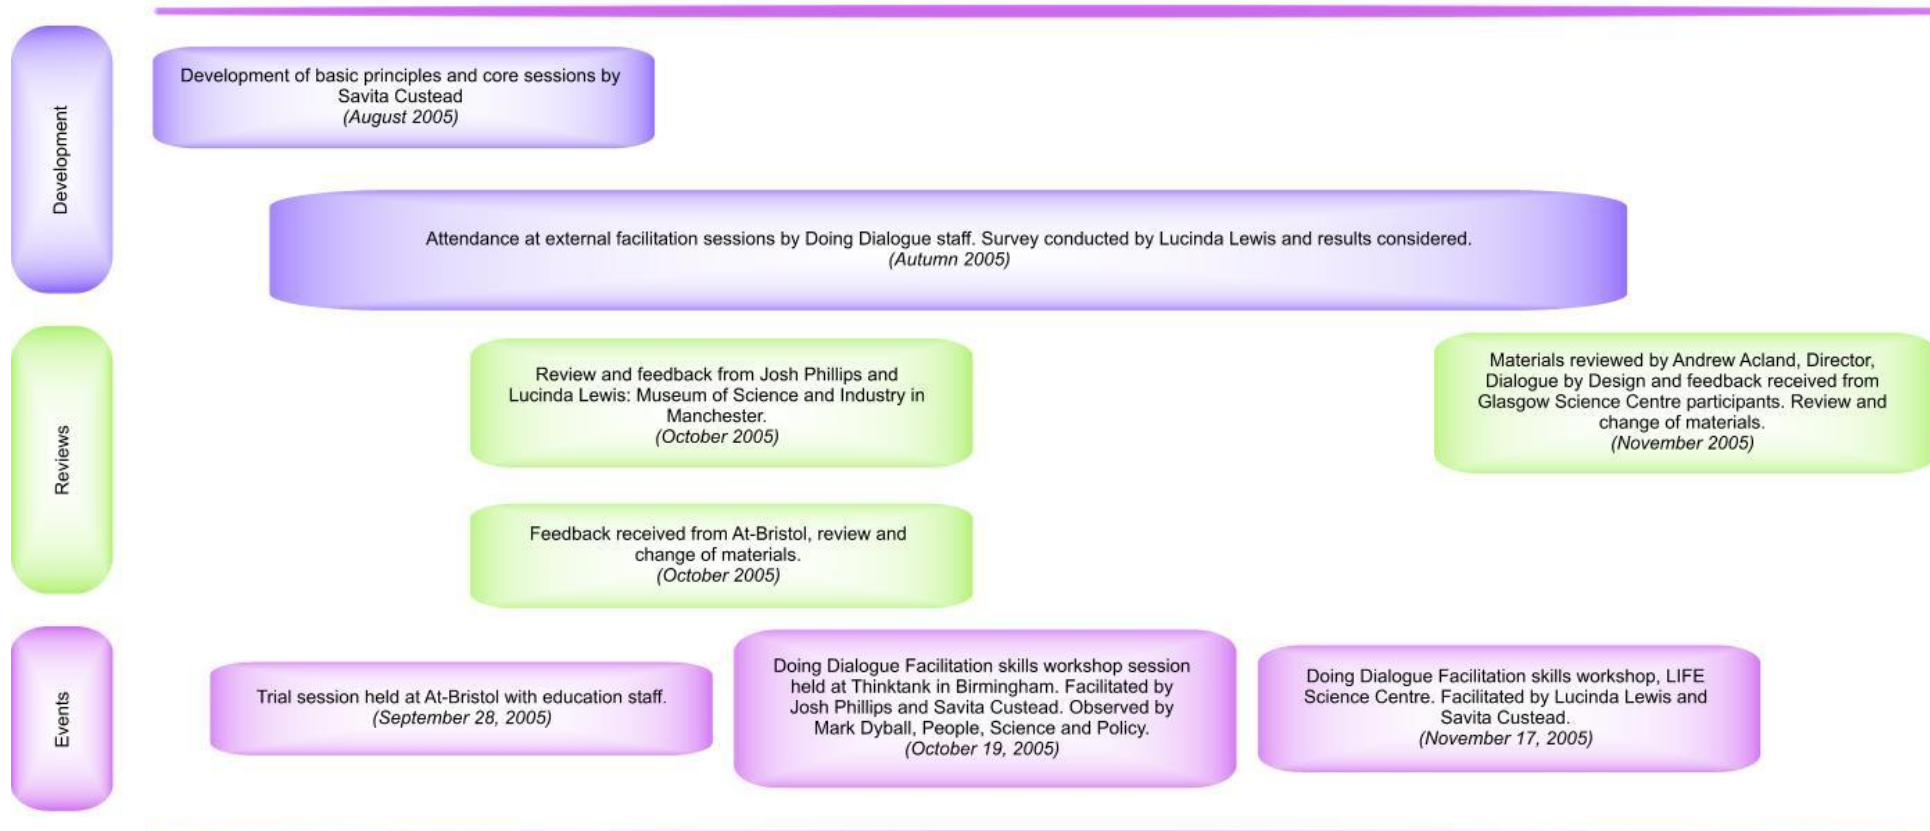 Development
Development of basic principles and core sessions by
Savita Custead
(August 2005)
Attendance at external facilitation sessions by Doing Dialogue staff. Survey conducted by Lucinda Lewis and results considered.
(Autumn 2005)
Reviews
Review and feedback from Josh Phillips and
Lucinda Lewis: Museum of Science and Industry in
Manchester.
(October 2005)
Materials reviewed by Andrew Acland, Director,
Dialogue by Design and feedback received from
Glasgow Science Centre participants. Review and
change of materials.
(November 2005)
Feedback received from At-Bristol, review and
change of materials.
(October 2005)
Events
Trial session held at At-Bristol with education staff.
(September 28, 2005)
Doing Dialogue Facilitation skills workshop session
held at Thinktank in Birmingham. Facilitated by
Josh Phillips and Savita Custead. Observed by
Mark Dyball, People, Science and Policy.
(October 19, 2005)
Doing Dialogue Facilitation skills workshop, LIFE
Science Centre. Facilitated by Lucinda Lewis and
Savita Custead.
(November 17, 2005)